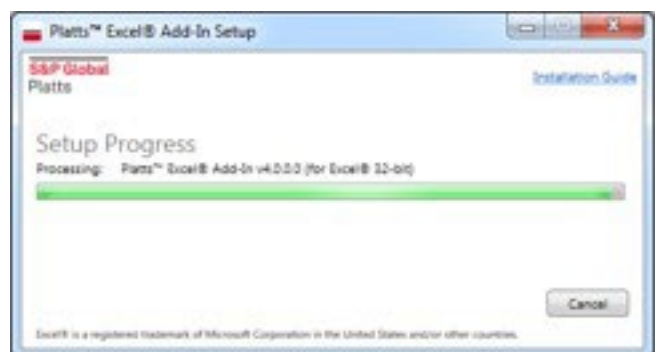 Platts™ Excel® Add-In Setup
S&P Global
Platts
Installation Guide
Setup Progress
Processing: Platts™ Excel® Add-In v4.0.0.0 (for Excel® 32-bit)
Cancel
Excel® is a registered trademark of Microsoft Corporation in the United States and/or other countries.